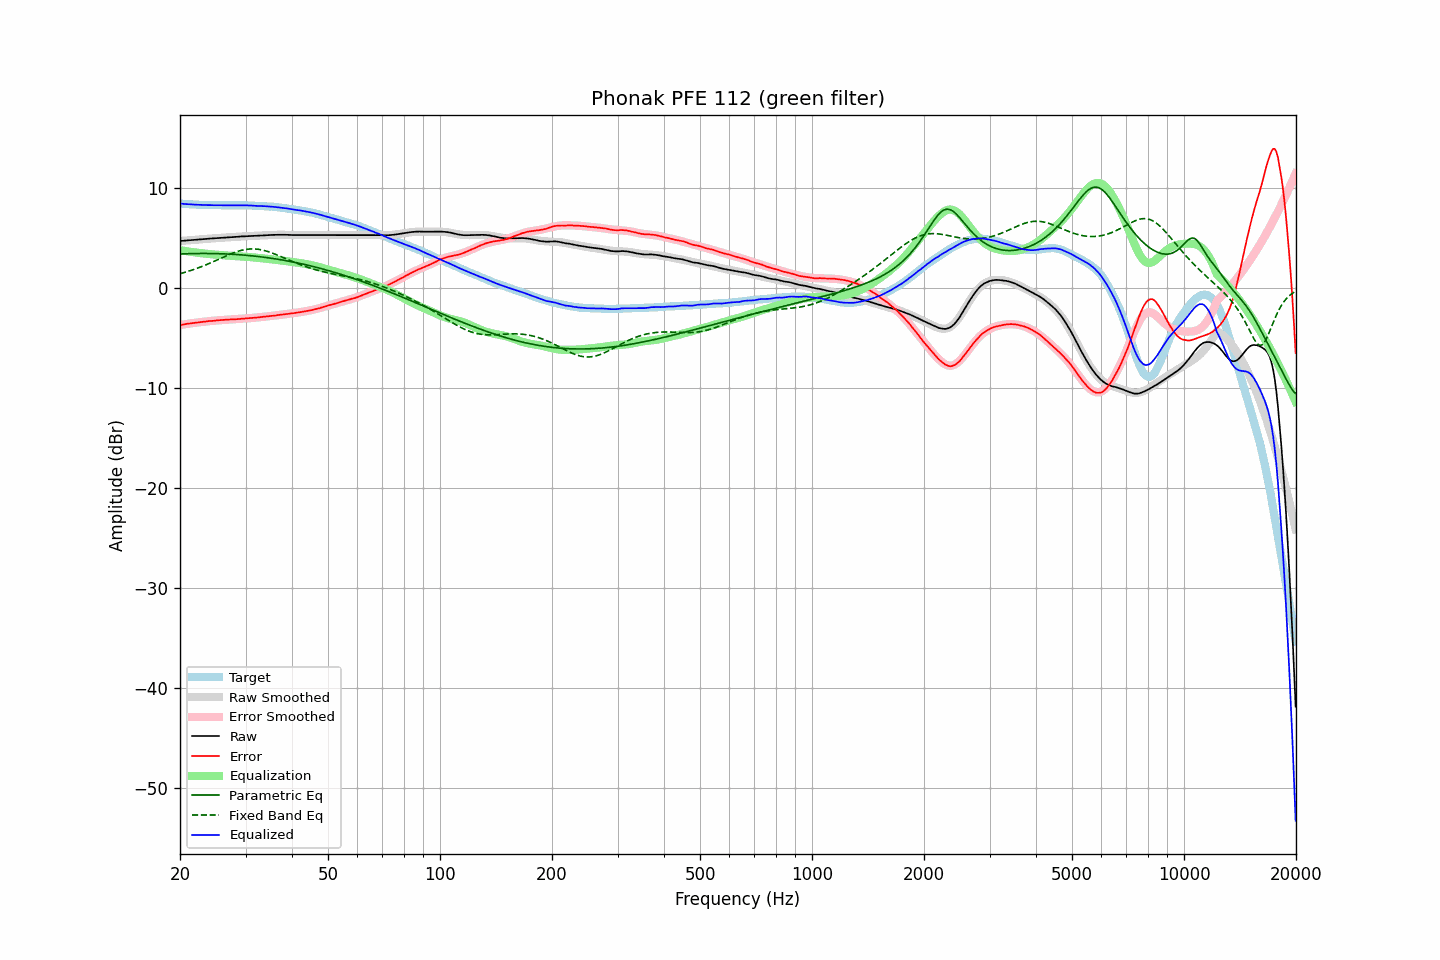 Phonak PFE 112 (green filter)
10
0
−10
−20
−30
−40
−50
Amplitude (dBr)
Target
Raw Smoothed
Error Smoothed
Raw
Error
Equalization
Parametric Eq
Fixed Band Eq
Equalized
20 50 100 200 500 1000 2000 5000 10000 20000
Frequency (Hz)